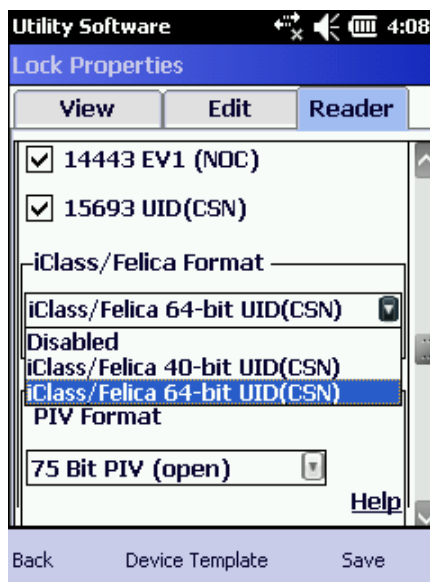 Utility Software 4:08
Lock Properties
View Edit Reader
14443 EV1 (NOC)
15693 UID(CSN)
iClass/Felica Format
iClass/Felica 64-bit UID(CSN)
Disabled
iClass/Felica 40-bit UID(CSN)
iClass/Felica 64-bit UID(CSN)
PIV Format
75 Bit PIV (open)
Help
Back Device Template Save